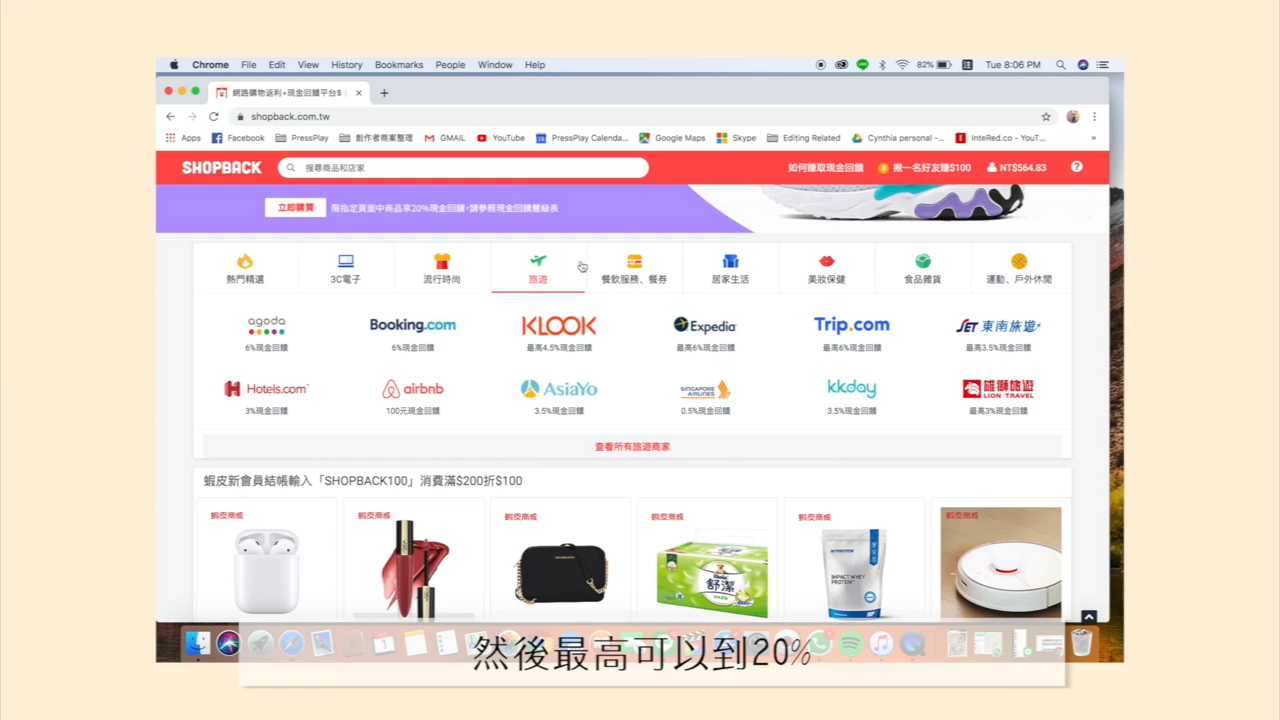 Chrome File Edit View History Bookmarks People Window Help 82% Tue 8:06 PM
網路購物返利+現金回饋平台$
shopback.com.tw
Apps Facebook PressPlay 創作者商案整理 GMAIL YouTube PressPlay Calenda... Google Maps Skype Editing Related Cynthia personal -... InteRed.co - YouT... »
SHOPBACK 搜尋商品和店家 如何賺取現金回饋 揪一名好友賺$100 NT$564.83
立即購買 限指定頁面中商品享20%現金回饋，請參照現金回饋層級表
熱門精選 3C電子 流行時尚 旅遊 餐飲服務、餐券 居家生活 美妝保健 食品雜貨 運動、戶外休閒
agoda Booking.com KLOOK Expedia Trip.com SET 東南旅遊
6%現金回饋 6%現金回饋 最高4.5%現金回饋 最高6%現金回饋 最高6%現金回饋 最高3.5%現金回饋
Hotels.com airbnb AsiaYo SINGAPORE AIRLINES kkday 雄獅旅遊 LION TRAVEL
3%現金回饋 100元現金回饋 3.5%現金回饋 0.5%現金回饋 3.5%現金回饋 最高3%現金回饋
查看所有旅遊商家
蝦皮新會員結帳輸入「SHOPBACK100」消費滿$200折$100
蝦皮商城 蝦皮商城 蝦皮商城 蝦皮商城 蝦皮商城 蝦皮商城
舒潔 MYPROTEIN IMPACT WHEY PROTEIN
然後最高可以到20%